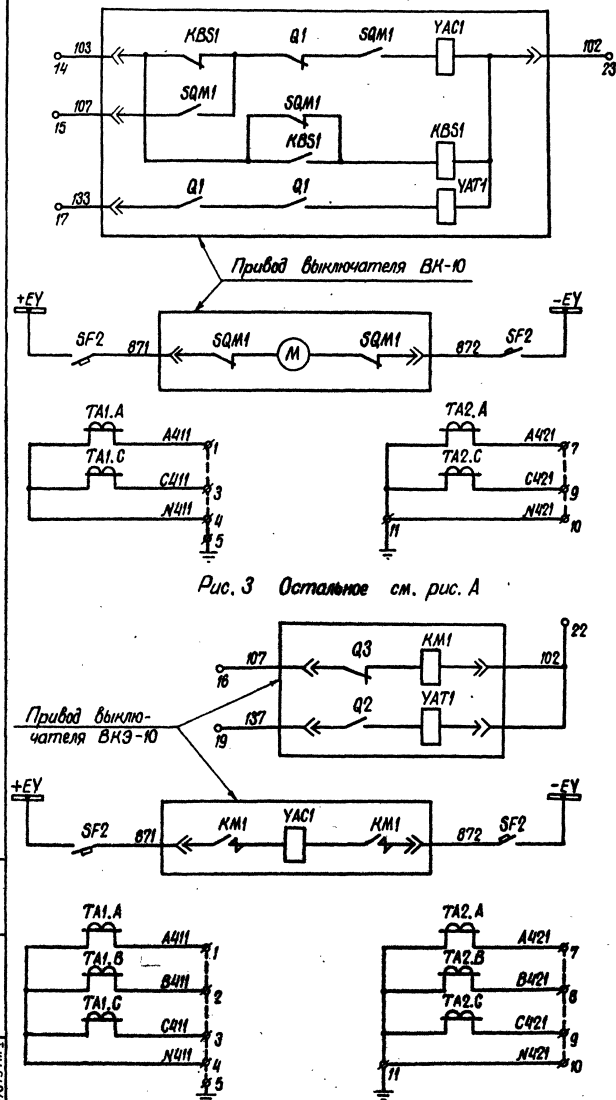 KBS1 Q1 SQM1 YAC1
103 102
14 23
107 SQM1
15 SQM1
KBS1 KBS1
133 Q1 Q1 YAT1
17
Привод выключателя ВК-10
+EY -EY
SF2 871 SQM1 M SQM1 872 SF2
TA1.A A411 1
TA1.C C411 3
N411 4
5
TA2.A A421 7
TA2.C C421 9
N421 10
11
Рис. 3 Остальное см. рис. А
22
107 Q3 KM1 102
16
137 Q2 YAT1
19
Привод выклю-
чателя ВКЭ-10
+EY -EY
SF2 871 KM1 YAC1 KM1 872 SF2
TA1.A A411 1
TA1.B B411 2
TA1.C C411 3
N411 4
5
TA2.A A421 7
TA2.B B421 8
TA2.C C421 9
N421 10
11